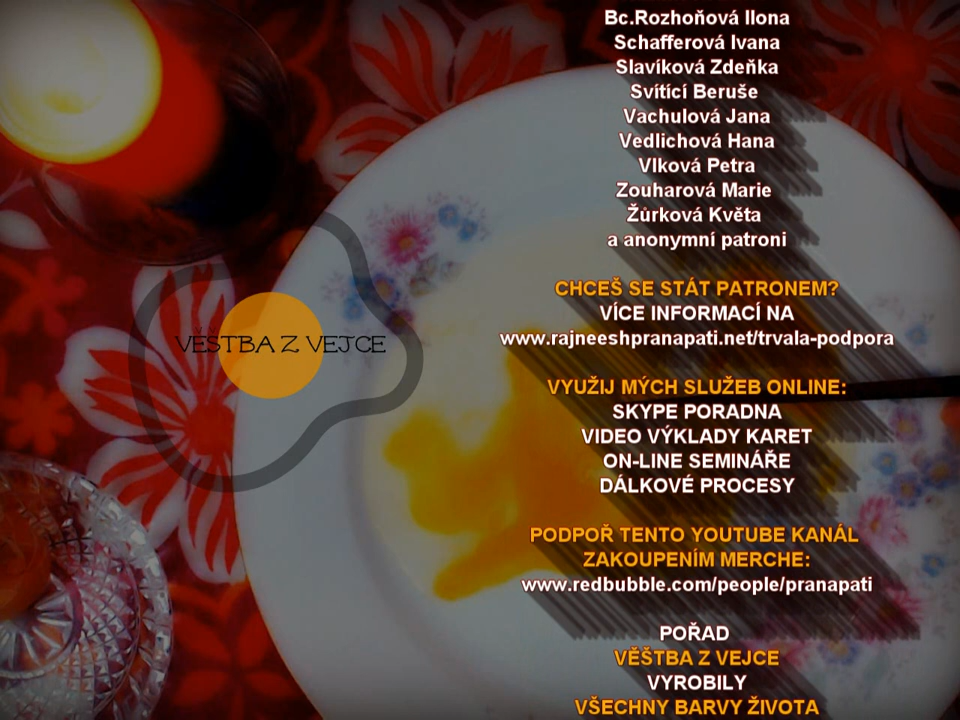 Bc.Rozhoňová Ilona
Schafferová Ivana
Slavíková Zdeňka
Svítící Beruše
Vachulová Jana
Vedlichová Hana
Vlková Petra
Zouharová Marie
Žůrková Květa
a anonymní patroni
CHCEŠ SE STÁT PATRONEM?
VÍCE INFORMACÍ NA
www.rajneeshpranapati.net/trvala-podpora
VĚŠTBA Z VEJCE
VYUŽIJ MÝCH SLUŽEB ONLINE:
SKYPE PORADNA
VIDEO VÝKLADY KARET
ON-LINE SEMINÁŘE
DÁLKOVÉ PROCESY
PODPOŘ TENTO YOUTUBE KANÁL
ZAKOUPENÍM MERCHE:
www.redbubble.com/people/pranapati
POŘAD
VĚŠTBA Z VEJCE
VYROBILY
VŠECHNY BARVY ŽIVOTA